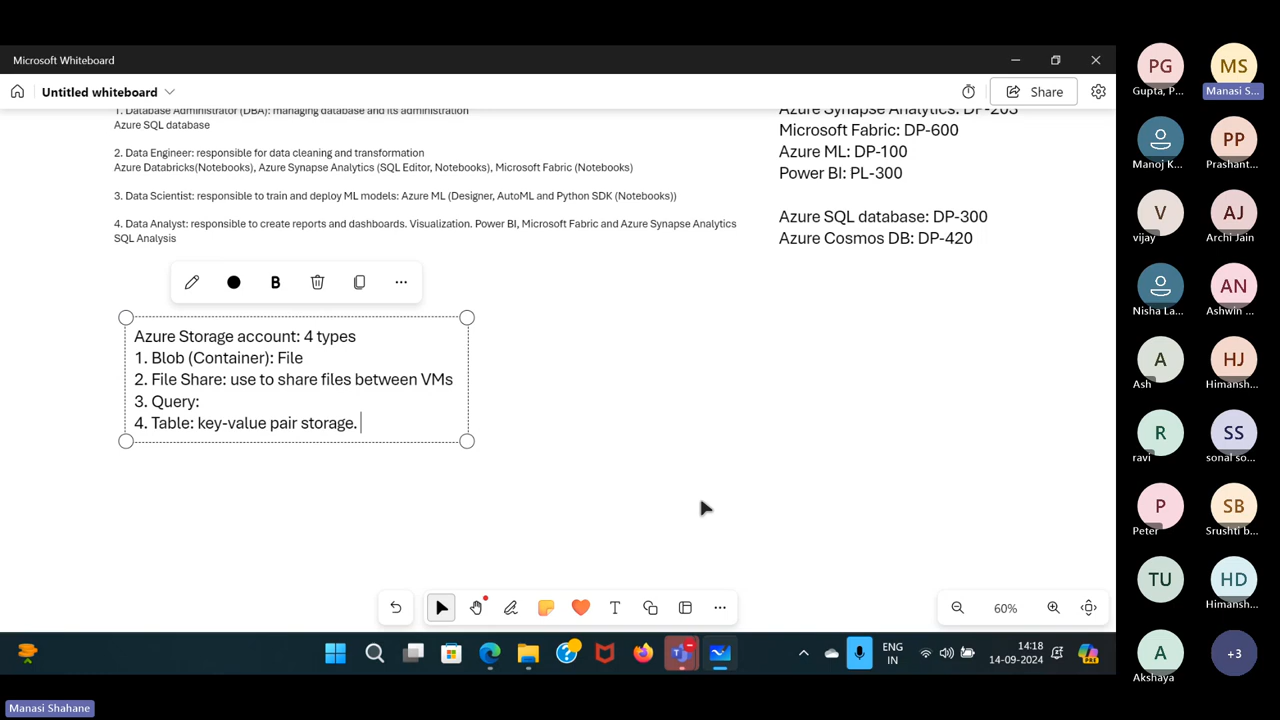 Microsoft Whiteboard
Untitled whiteboard
Share
1. Database Administrator (DBA): managing database and its administration
Azure SQL database
2. Data Engineer: responsible for data cleaning and transformation
Azure Databricks(Notebooks), Azure Synapse Analytics (SQL Editor, Notebooks), Microsoft Fabric (Notebooks)
3. Data Scientist: responsible to train and deploy ML models: Azure ML (Designer, AutoML and Python SDK (Notebooks))
4. Data Analyst: responsible to create reports and dashboards. Visualization. Power BI, Microsoft Fabric and Azure Synapse Analytics
SQL Analysis
Azure Synapse Analytics: DP-203
Microsoft Fabric: DP-600
Azure ML: DP-100
Power BI: PL-300
Azure SQL database: DP-300
Azure Cosmos DB: DP-420
B
Azure Storage account: 4 types
1. Blob (Container): File
2. File Share: use to share files between VMs
3. Query:
4. Table: key-value pair storage.
T
60%
ENG
IN
14:18
14-09-2024
PRE
PG
Gupta, P...
MS
Manasi S...
Manoj K...
PP
Prashant...
V
vijay
AJ
Archi Jain
Nisha La...
AN
Ashwin ...
A
Ash
HJ
Himansh...
R
ravi
SS
sonal so...
P
Peter
SB
Srushti b...
TU
HD
Himansh...
A
Akshaya
+3
Manasi Shahane